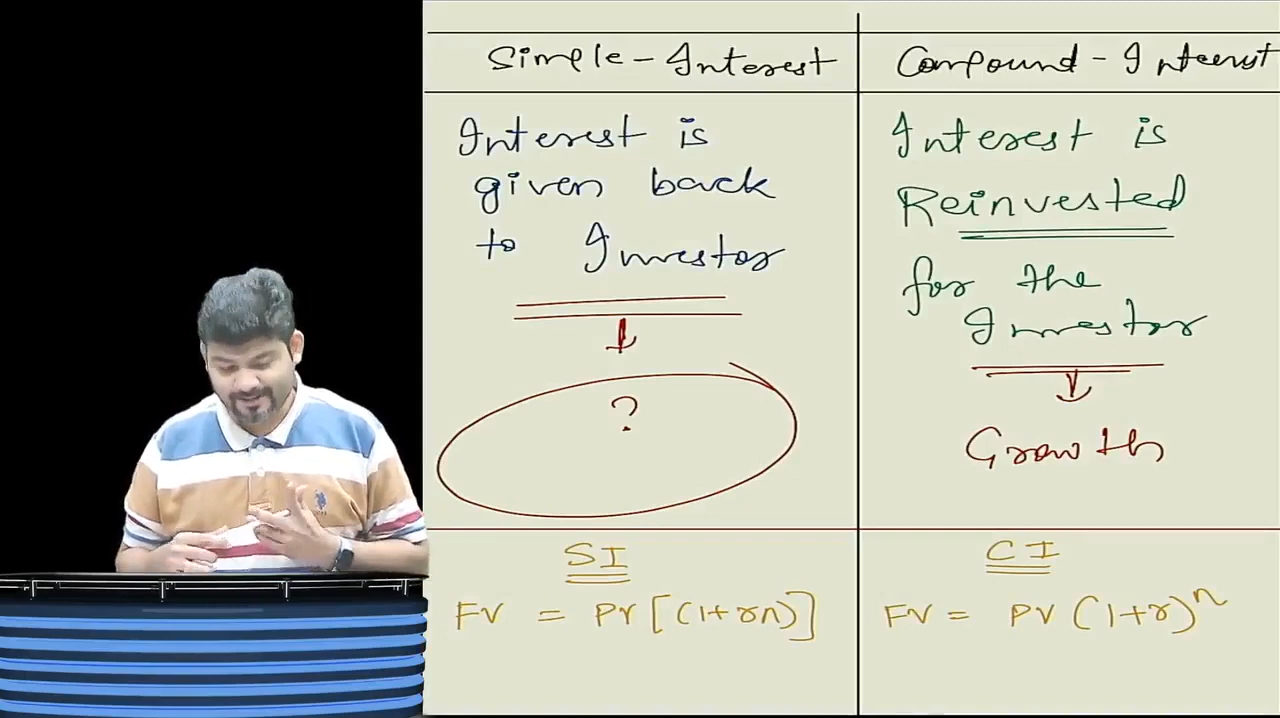 Simple - Interest
Interest is
given back
to Investor
?
SI
FV = PV [(1+rn)]
Compound - Interest
Interest is
Reinvested
for the
Investor
Growth
CI
FV = PV (1+r)^n